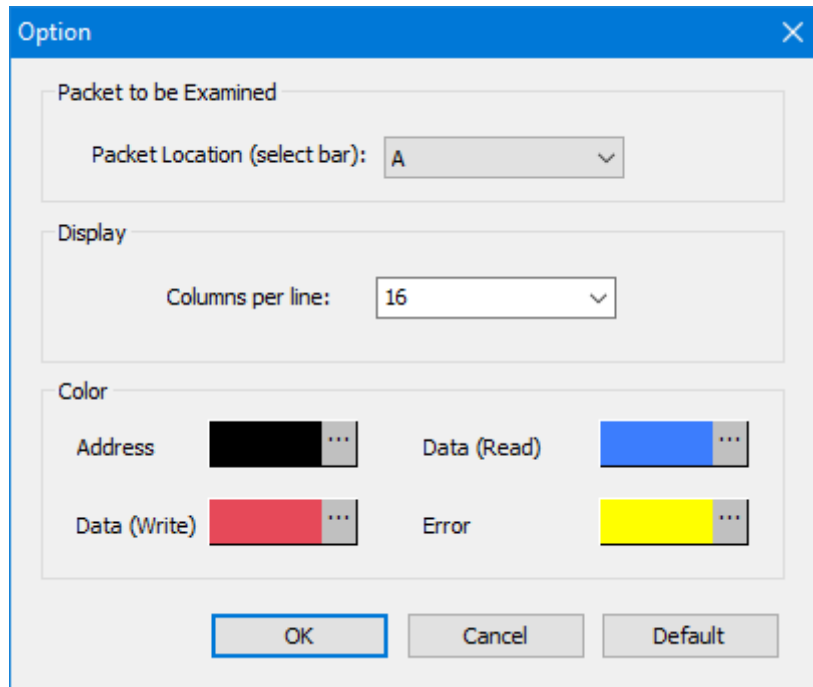 Option
Packet to be Examined
Packet Location (select bar): A
Display
Columns per line: 16
Color
Address ... Data (Read) ...
Data (Write) ... Error ...
OK Cancel Default